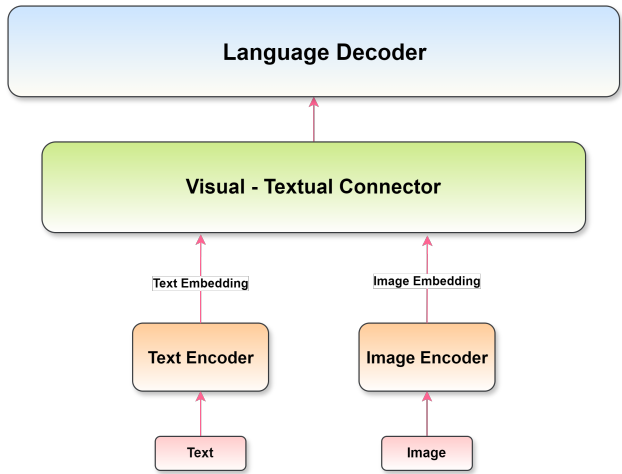 Language Decoder
Visual - Textual Connector
Text Embedding
Image Embedding
Text Encoder
Image Encoder
Text
Image